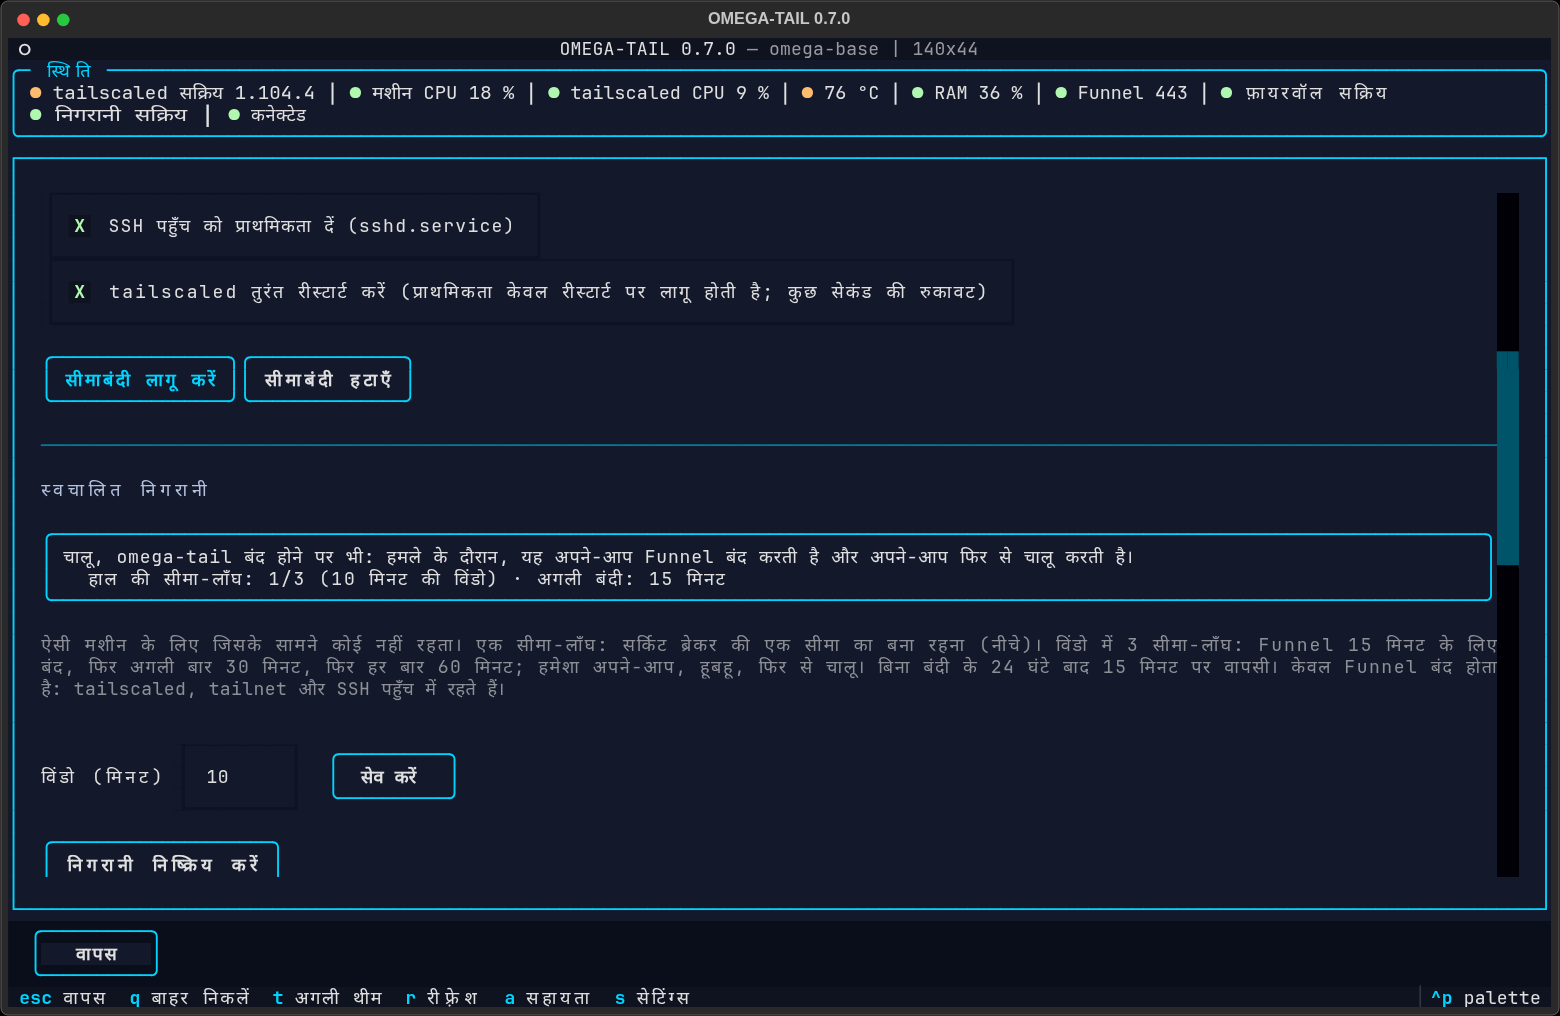 OMEGA-TAIL 0.7.0
OMEGA-TAIL 0.7.0 — omega-base | 140x44
स्थिति
tailscaled सक्रिय 1.104.4 | मशीन CPU 18 % | tailscaled CPU 9 % | 76 °C | RAM 36 % | Funnel 443 | फ़ायरवॉल सक्रिय
निगरानी सक्रिय | कनेक्टेड
X SSH पहुँच को प्राथमिकता दें (sshd.service)
X tailscaled तुरंत रीस्टार्ट करें (प्राथमिकता केवल रीस्टार्ट पर लागू होती है; कुछ सेकंड की रुकावट)
सीमाबंदी लागू करें सीमाबंदी हटाएँ
स्वचालित निगरानी
चालू, omega-tail बंद होने पर भी: हमले के दौरान, यह अपने-आप Funnel बंद करती है और अपने-आप फिर से चालू करती है।
हाल की सीमा-लाँघ: 1/3 (10 मिनट की विंडो) · अगली बंदी: 15 मिनट
ऐसी मशीन के लिए जिसके सामने कोई नहीं रहता। एक सीमा-लाँघ: सर्किट ब्रेकर की एक सीमा का बना रहना (नीचे)। विंडो में 3 सीमा-लाँघ: Funnel 15 मिनट के लिए
बंद, फिर अगली बार 30 मिनट, फिर हर बार 60 मिनट; हमेशा अपने-आप, हूबहू, फिर से चालू। बिना बंदी के 24 घंटे बाद 15 मिनट पर वापसी। केवल Funnel बंद होता
है: tailscaled, tailnet और SSH पहुँच में रहते हैं।
विंडो (मिनट) 10 सेव करें
निगरानी निष्क्रिय करें
वापस
esc वापस q बाहर निकलें t अगली थीम r रीफ़्रेश a सहायता s सेटिंग्स ^p palette